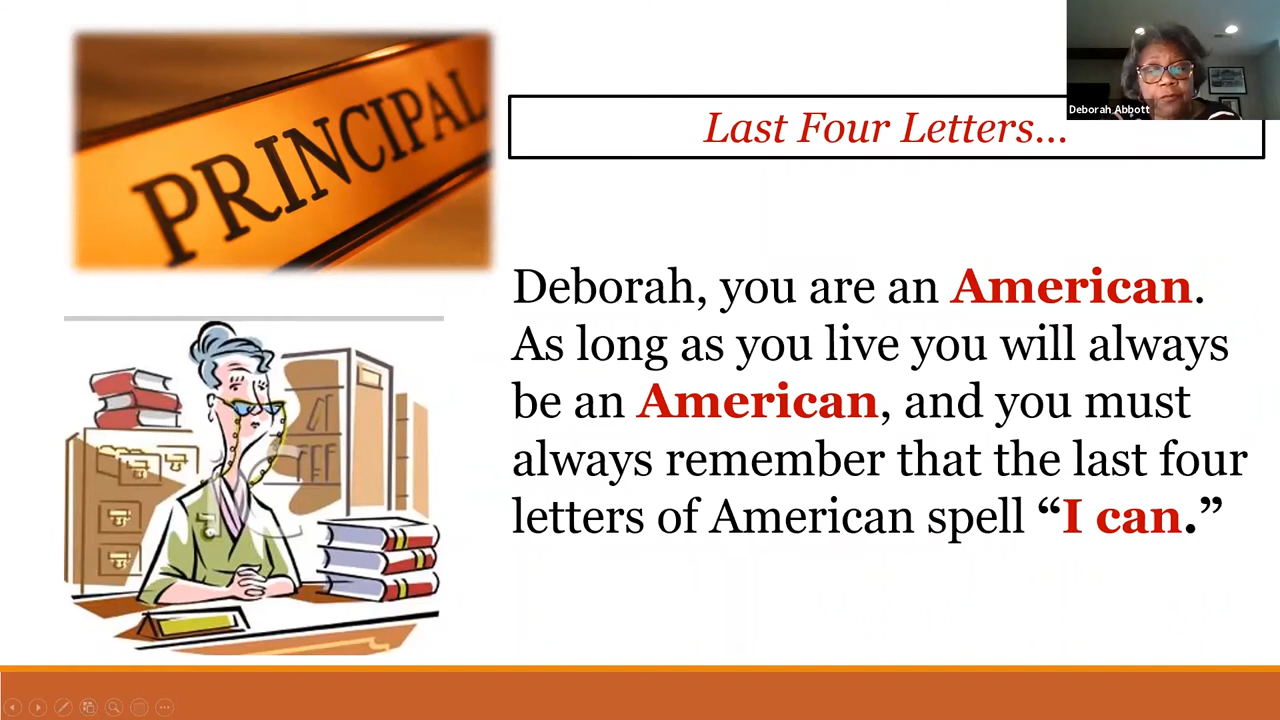 PRINCIPAL
Deborah Abbott
Last Four Letters...
Deborah, you are an American.
As long as you live you will always
be an American, and you must
always remember that the last four
letters of American spell “I can.”